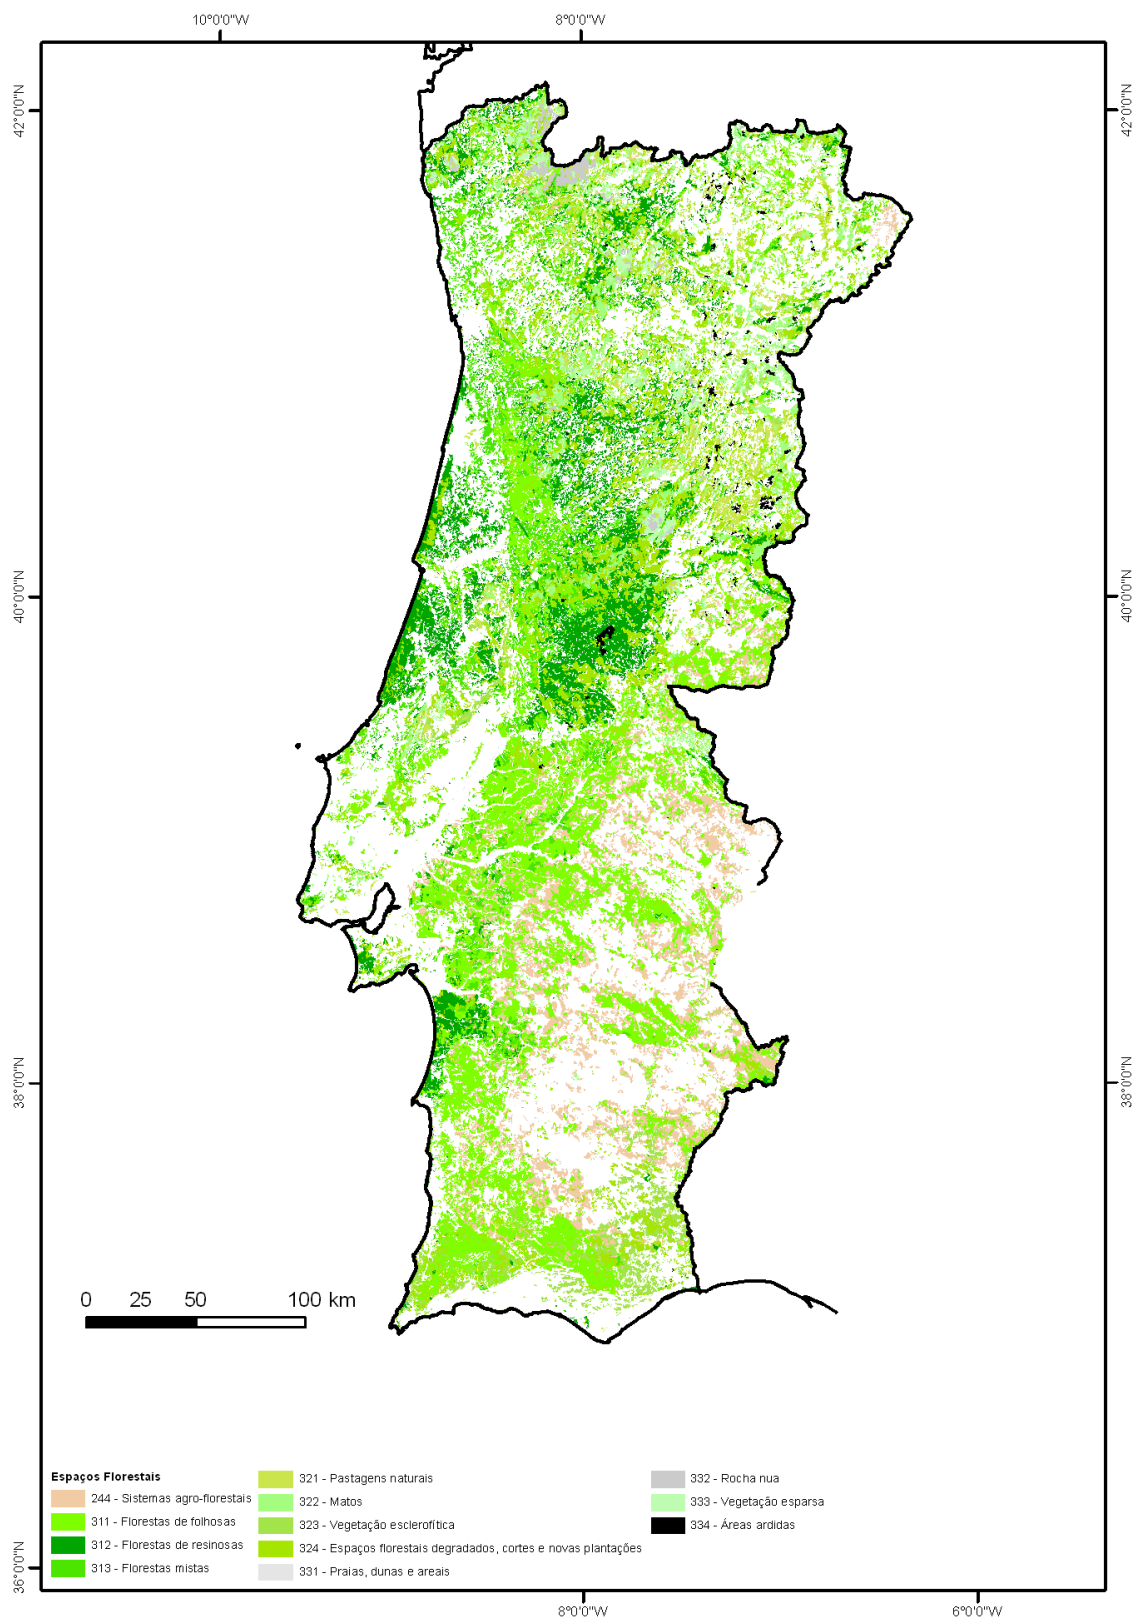 10°0'0"W 8°0'0"W
42°0'0"N 42°0'0"N
40°0'0"N 40°0'0"N
38°0'0"N 38°0'0"N
0 25 50 100 km
Espaços Florestais
244 - Sistemas agro-florestais
311 - Florestas de folhosas
312 - Florestas de resinosas
313 - Florestas mistas
321 - Pastagens naturais
322 - Matos
323 - Vegetação esclerofítica
324 - Espaços florestais degradados, cortes e novas plantações
331 - Praias, dunas e areais
332 - Rocha nua
333 - Vegetação esparsa
334 - Áreas ardidas
36°0'0"N
8°0'0"W 6°0'0"W